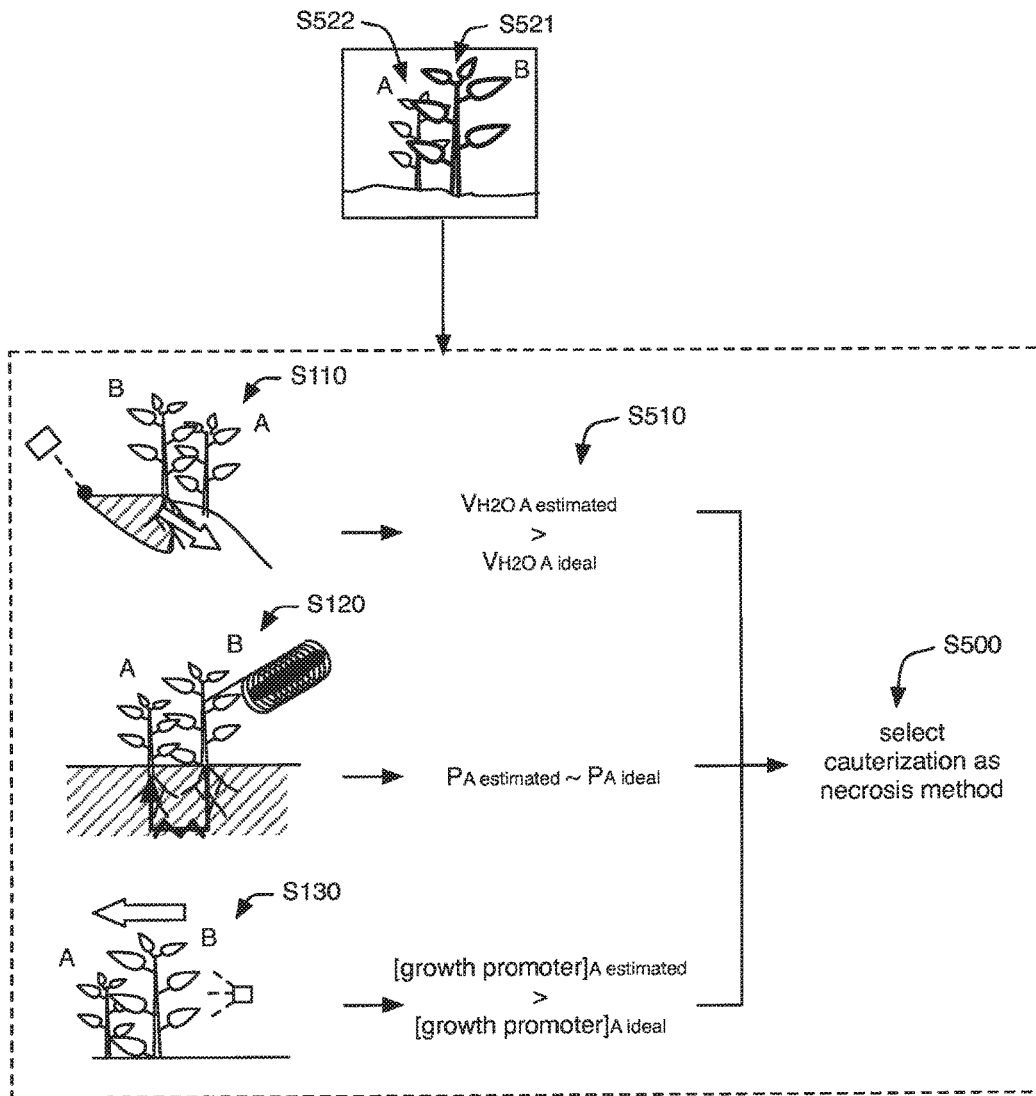 S522
S521
A
B
S110
B
A
S510
VH2O A estimated
>
VH2O A ideal
S120
B
A
PA estimated ~ PA ideal
S500
select
cauterization as
necrosis method
S130
B
A
[growth promoter]A estimated
>
[growth promoter]A ideal